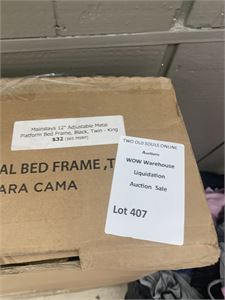 Mainstays 12" Adjustable Metal
Platform Bed Frame, Black, Twin - King
$32
TWO OLD SOULS ONLINE
Auctions
WOW Warehouse
Liquidation
Auction Sale
Lot 407
AL BED FRAME ,T
ARA CAMA